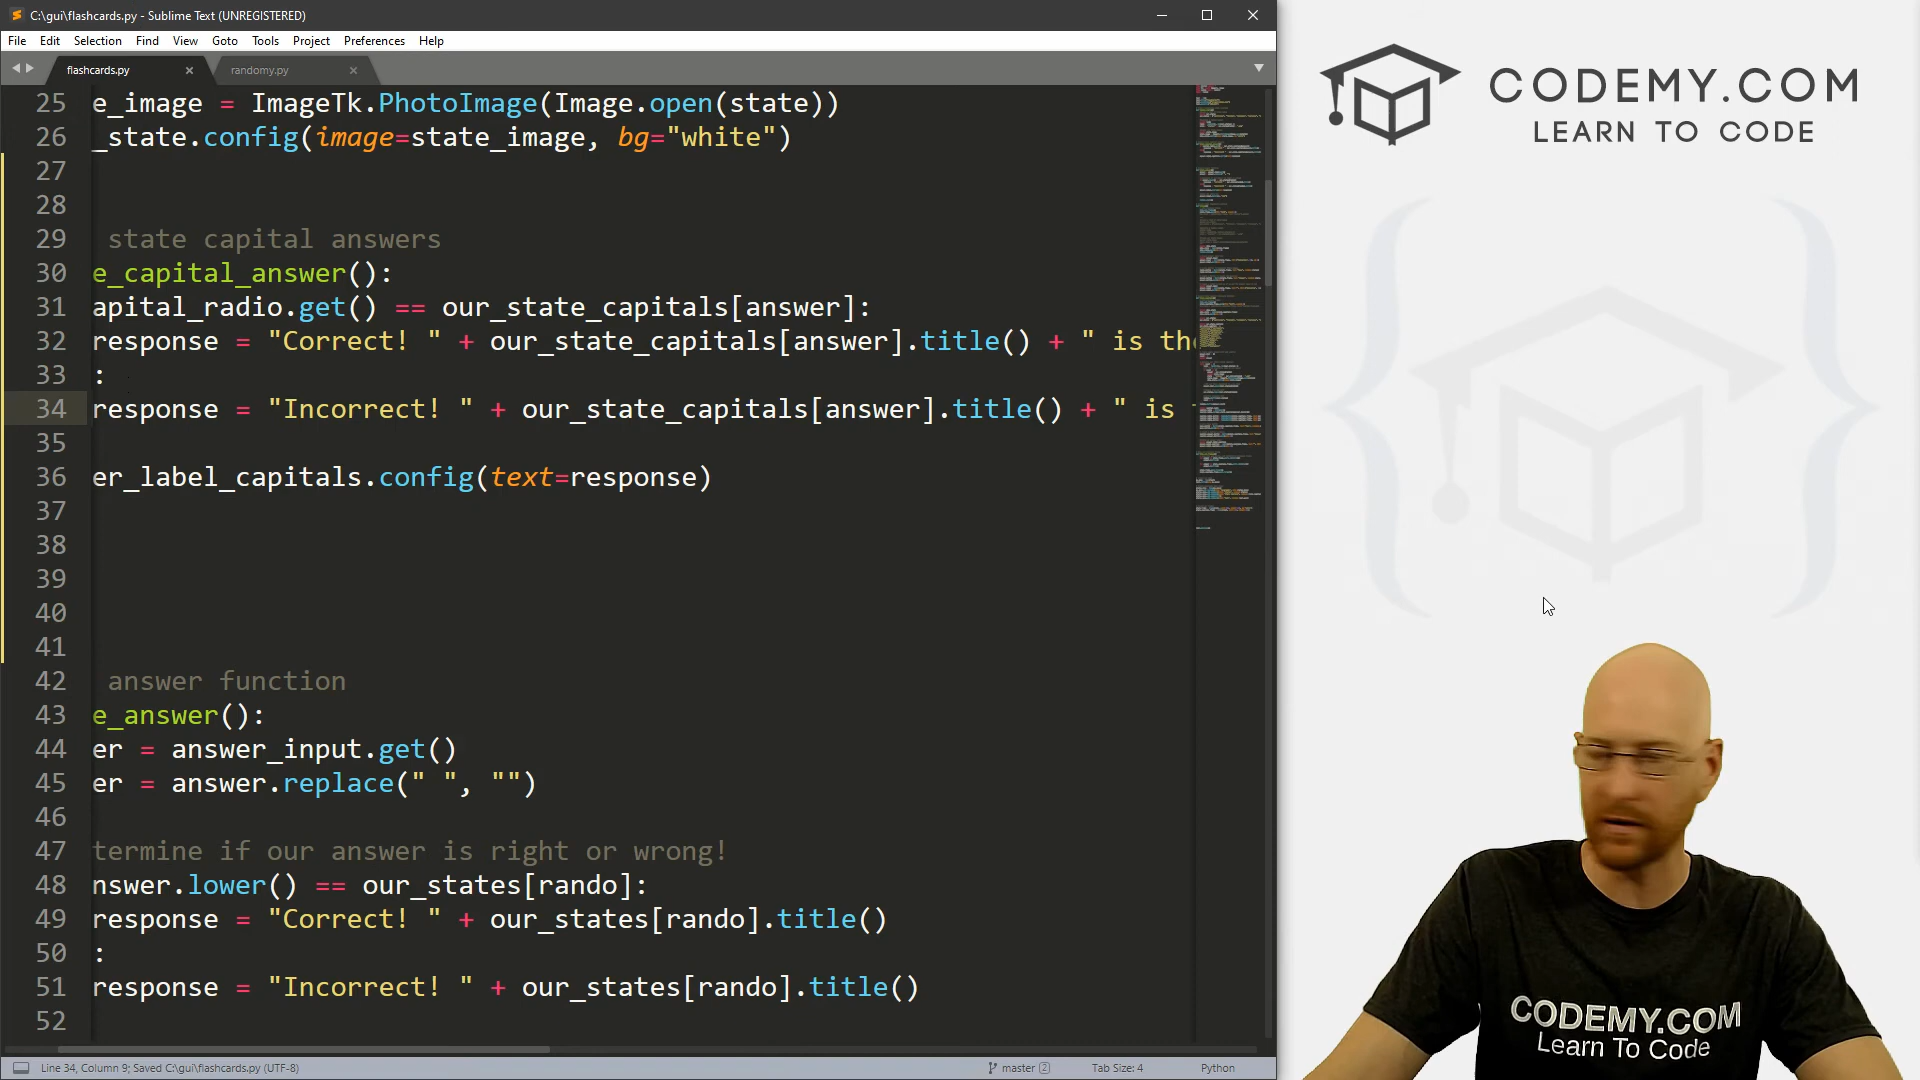 C:\gui\flashcards.py - Sublime Text (UNREGISTERED)
File Edit Selection Find View Goto Tools Project Preferences Help
flashcards.py
randomy.py
25 e_image = ImageTk.PhotoImage(Image.open(state))
26 _state.config(image=state_image, bg="white")
27
28
29 state capital answers
30 e_capital_answer():
31 apital_radio.get() == our_state_capitals[answer]:
32 response = "Correct! " + our_state_capitals[answer].title() + " is the
33 :
34 response = "Incorrect! " + our_state_capitals[answer].title() + " is
35
36 er_label_capitals.config(text=response)
37
38
39
40
41
42 answer function
43 e_answer():
44 er = answer_input.get()
45 er = answer.replace(" ", "")
46
47 termine if our answer is right or wrong!
48 nswer.lower() == our_states[rando]:
49 response = "Correct! " + our_states[rando].title()
50 :
51 response = "Incorrect! " + our_states[rando].title()
52
Line 34, Column 9; Saved C:\gui\flashcards.py (UTF-8)
master 2
Tab Size: 4
Python
CODEMY.COM
LEARN TO CODE
CODEMY.COM
Learn To Code